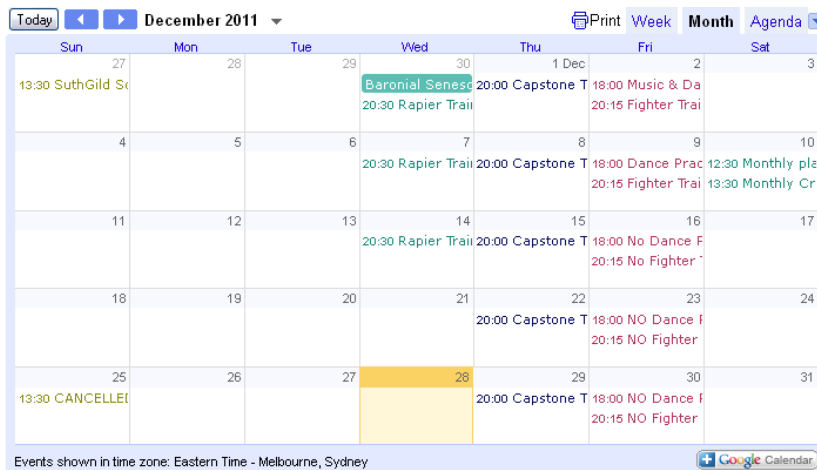 Today December 2011 Print Week Month Agenda
Sun Mon Tue Wed Thu Fri Sat
27 28 29 30 1 Dec 2 3
13:30 SuthGild Baronial Senesc 20:00 Capstone T 18:00 Music & Da
20:30 Rapier Trai 20:15 Fighter Trai
4 5 6 7 8 9 10
20:30 Rapier Trai 20:00 Capstone T 18:00 Dance Prac 12:30 Monthly pla
20:15 Fighter Trai 13:30 Monthly Cr
11 12 13 14 15 16 17
20:30 Rapier Trai 20:00 Capstone T 18:00 No Dance P
20:15 No Fighter
18 19 20 21 22 23 24
20:00 Capstone T 18:00 NO Dance
20:15 NO Fighter
25 26 27 28 29 30 31
13:30 CANCELLE 20:00 Capstone T 18:00 NO Dance
20:15 NO Fighter
Events shown in time zone: Eastern Time - Melbourne, Sydney Google Calendar